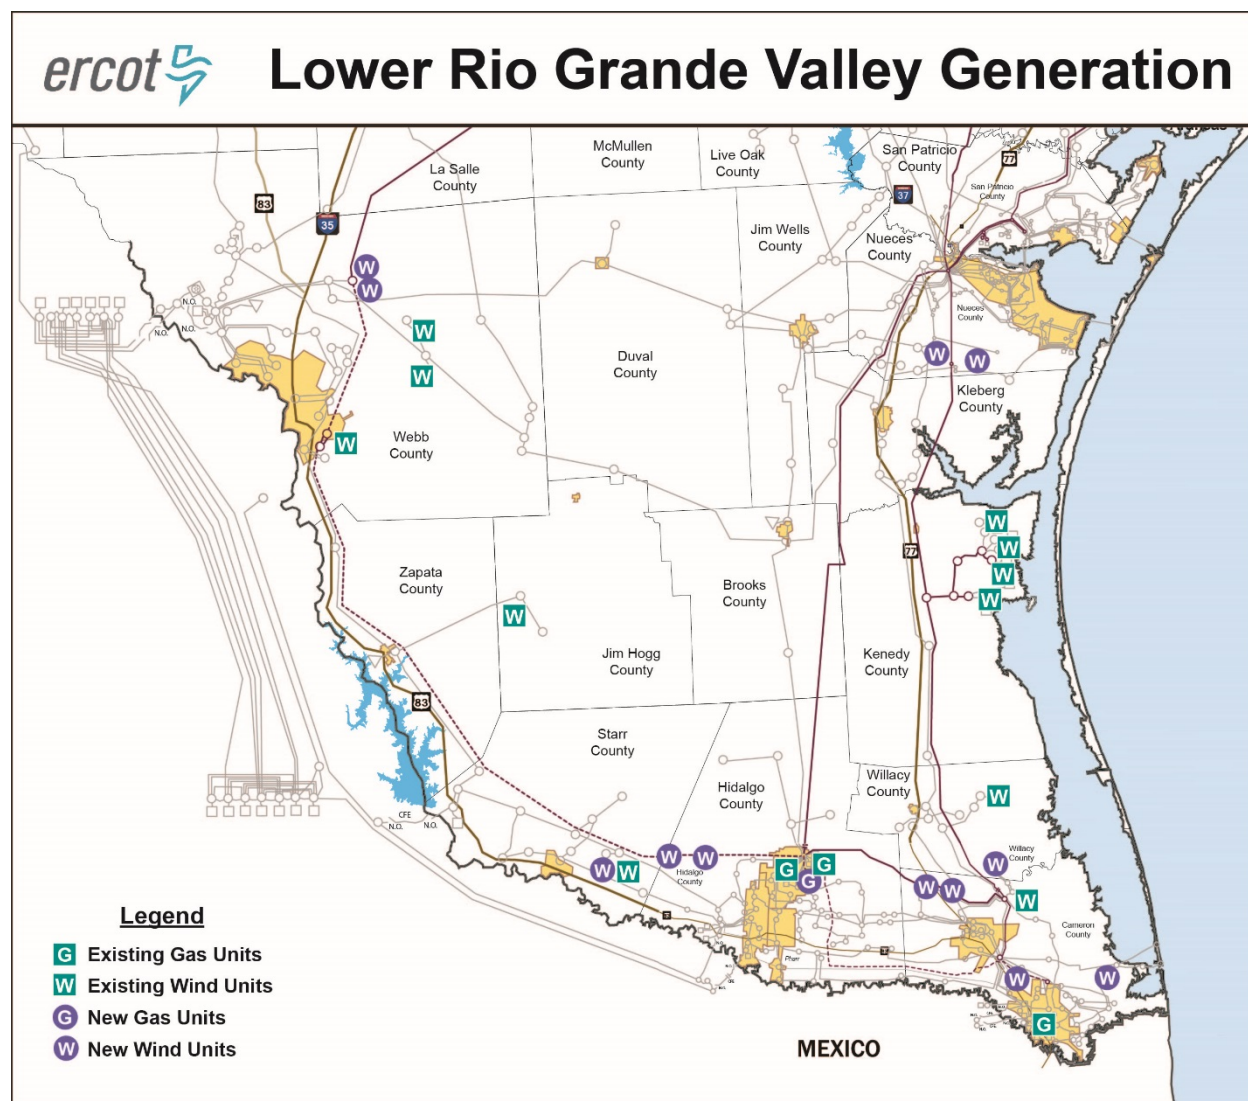 ercot
Lower Rio Grande Valley Generation
McMullen
County
Live Oak
County
San Patricio
County
La Salle
County
77
San Patricio
County
37
83
35
Jim Wells
County
Nueces
County
W
W
N.O.
N.O.
N.O.
Nueces
County
W
W
W
W
Duval
County
Kleberg
County
W
Webb
County
W
W
77
W
W
Zapata
County
Brooks
County
W
W
Jim Hogg
County
Kenedy
County
83
Starr
County
Willacy
County
Hidalgo
County
W
CFE
N.O.
N.O.
Willacy
County
W
W
W
W
W
Hidalgo
County
G
G
G
W
W
W
Cameron
County
Pharr
W
W
G
MEXICO
Legend
G Existing Gas Units
W Existing Wind Units
G New Gas Units
W New Wind Units